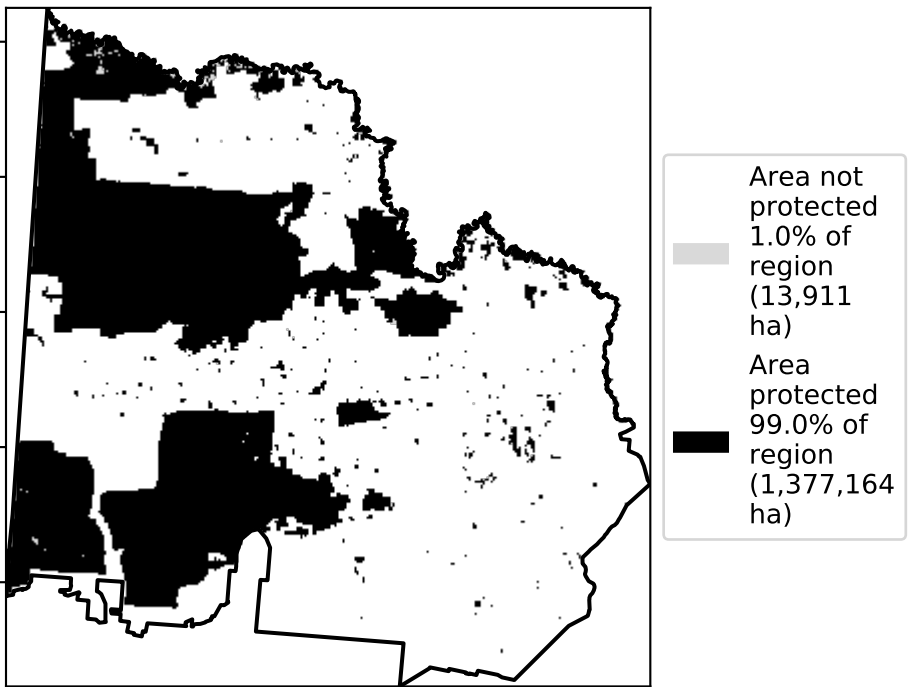 Area not
protected
1.0% of
region
(13,911
ha)
Area
protected
99.0% of
region
(1,377,164
ha)